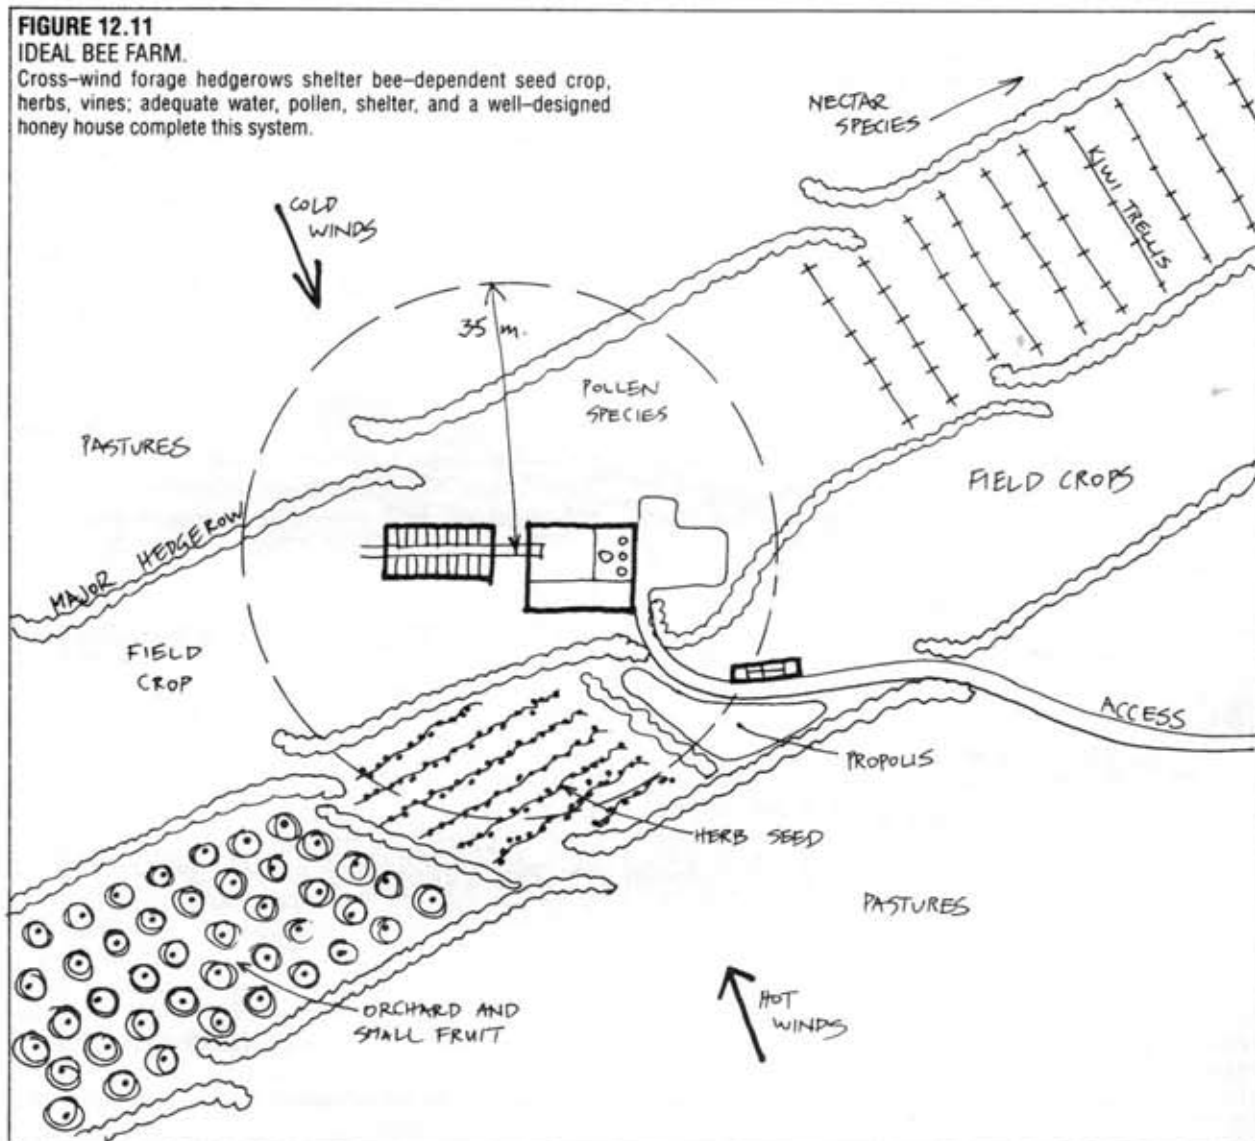 FIGURE 12.11
IDEAL BEE FARM.
Cross–wind forage hedgerows shelter bee–dependent seed crop,
herbs, vines; adequate water, pollen, shelter, and a well–designed
honey house complete this system.
NECTAR
SPECIES
COLD
WINDS
KIWI TRELLIS
35 m.
POLLEN
SPECIES
PASTURES
FIELD CROPS
MAJOR HEDGEROW
FIELD
CROP
ACCESS
PROPOLIS
HERB SEED
PASTURES
ORCHARD AND
SMALL FRUIT
HOT
WINDS